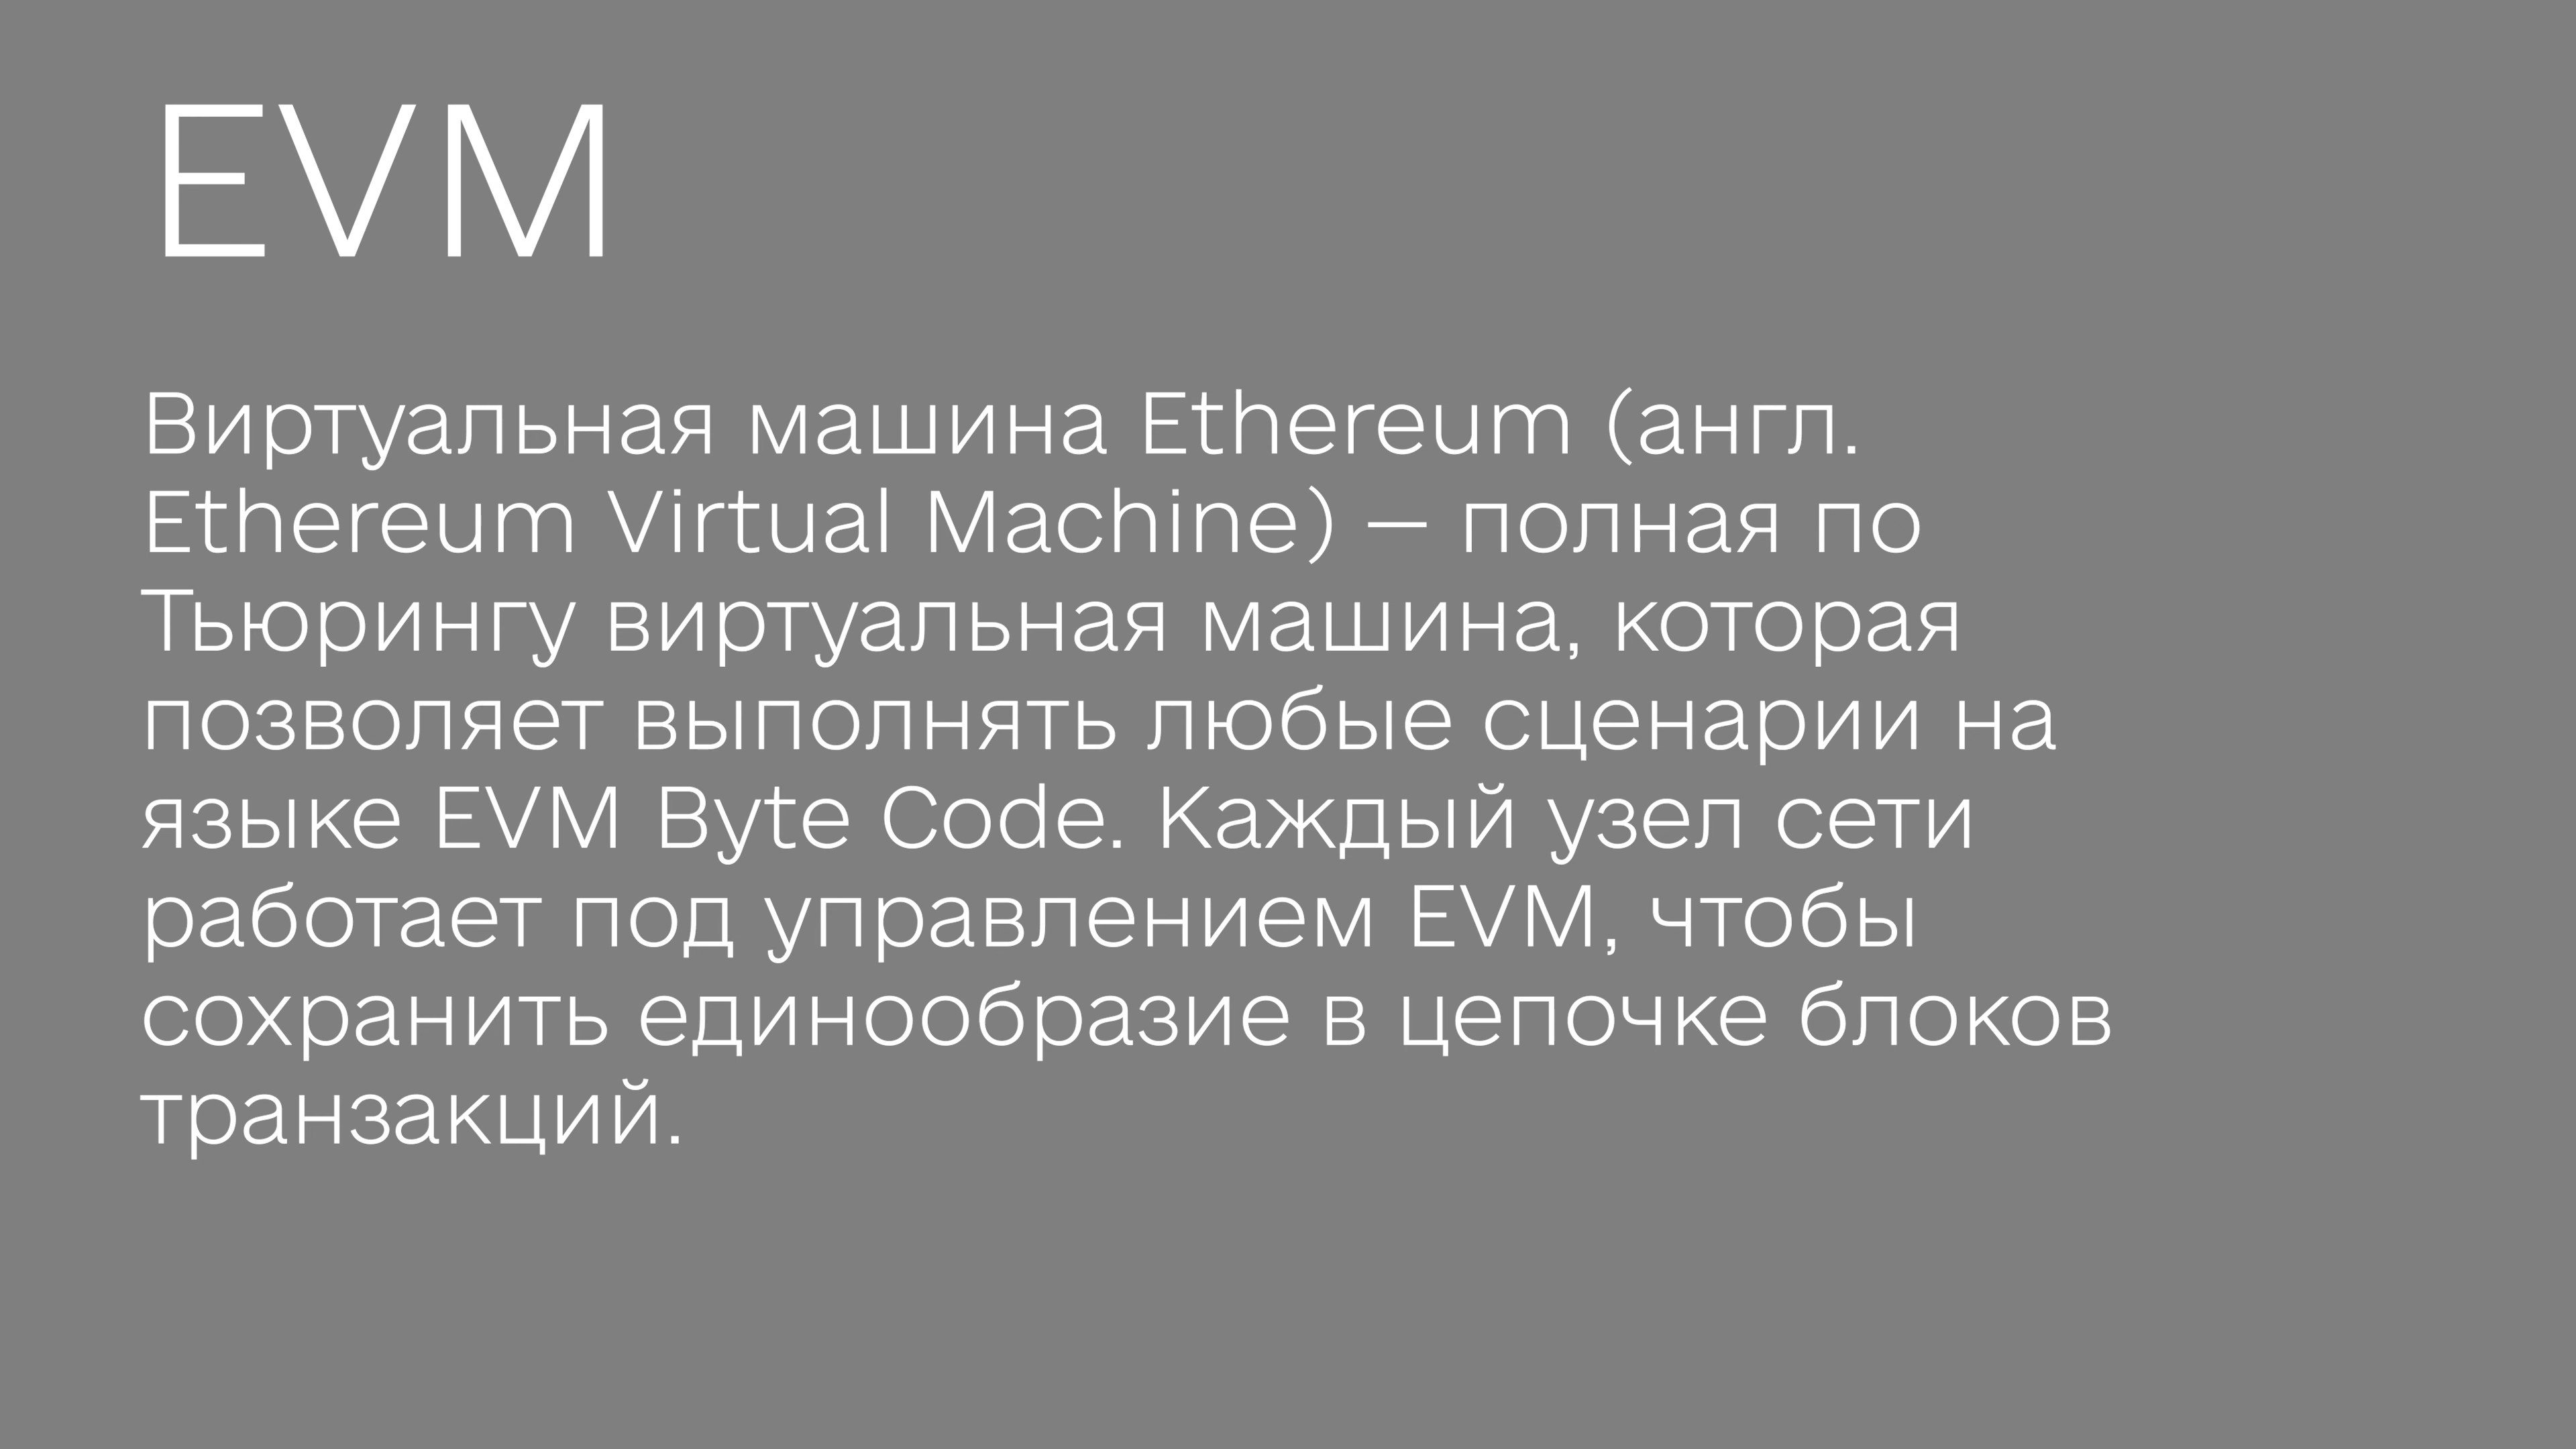 EVM
Виртуальная машина Ethereum (англ.
Ethereum Virtual Machine) — полная по
Тьюрингу виртуальная машина, которая
позволяет выполнять любые сценарии на
языке EVM Byte Code. Каждый узел сети
работает под управлением EVM, чтобы
сохранить единообразие в цепочке блоков
транзакций.